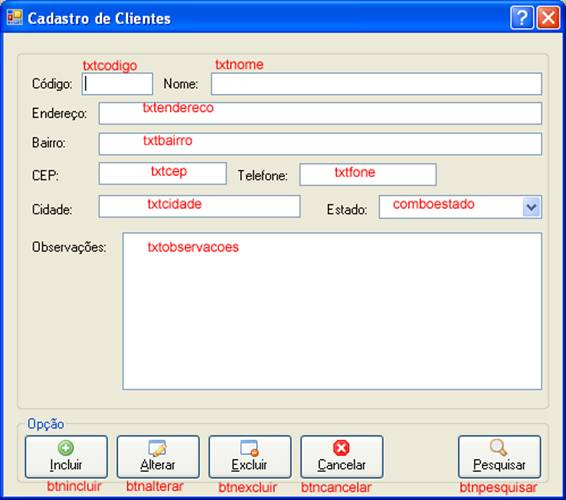 Cadastro de Clientes
txtcodigo txtnome
Código: Nome:
Endereço: txtendereco
Bairro: txtbairro
CEP: txtcep Telefone: txtfone
Cidade: txtcidade Estado: comboestado
Observações: txtobservacoes
Opção
Incluir Alterar Excluir Cancelar Pesquisar
btnincluir btnalterar btnexcluir btncancelar btnpesquisar